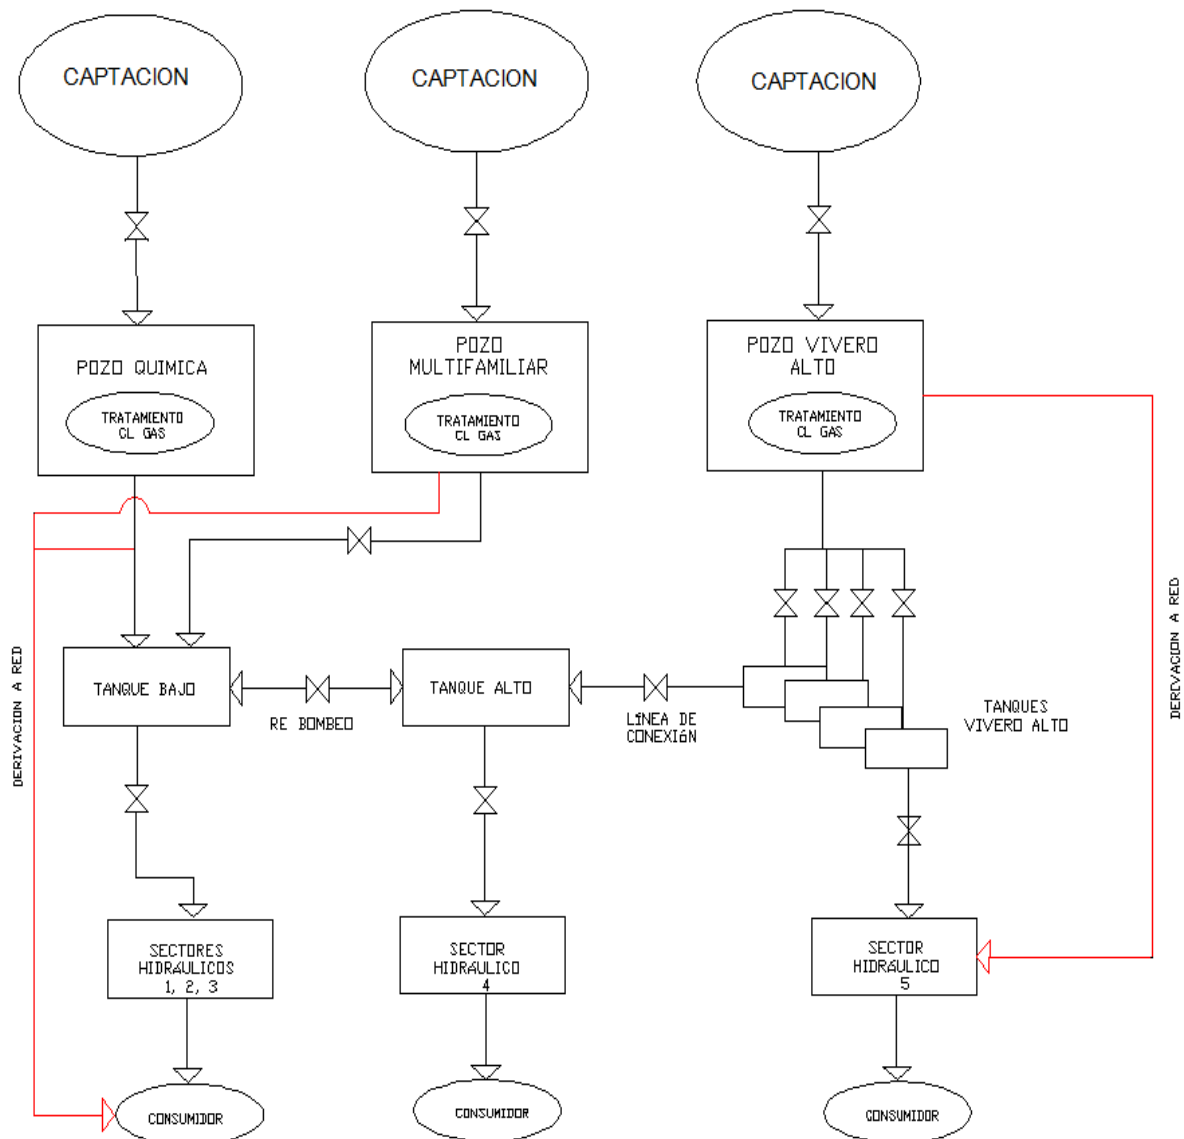 CAPTACION
CAPTACION
CAPTACION
POZO QUIMICA
TRATAMIENTO
CL GAS
POZO
MULTIFAMILIAR
TRATAMIENTO
CL GAS
POZO VIVERO
ALTO
TRATAMIENTO
CL GAS
DERIVACION A RED
DERIVACION A RED
TANQUE BAJO
RE BOMBEO
TANQUE ALTO
LíNEA DE
CONEXIóN
TANQUES
VIVERO ALTO
SECTORES
HIDRáULICOS
1, 2, 3
SECTOR
HIDRáULICO
4
SECTOR
HIDRáULICO
5
CONSUMIDOR
CONSUMIDOR
CONSUMIDOR